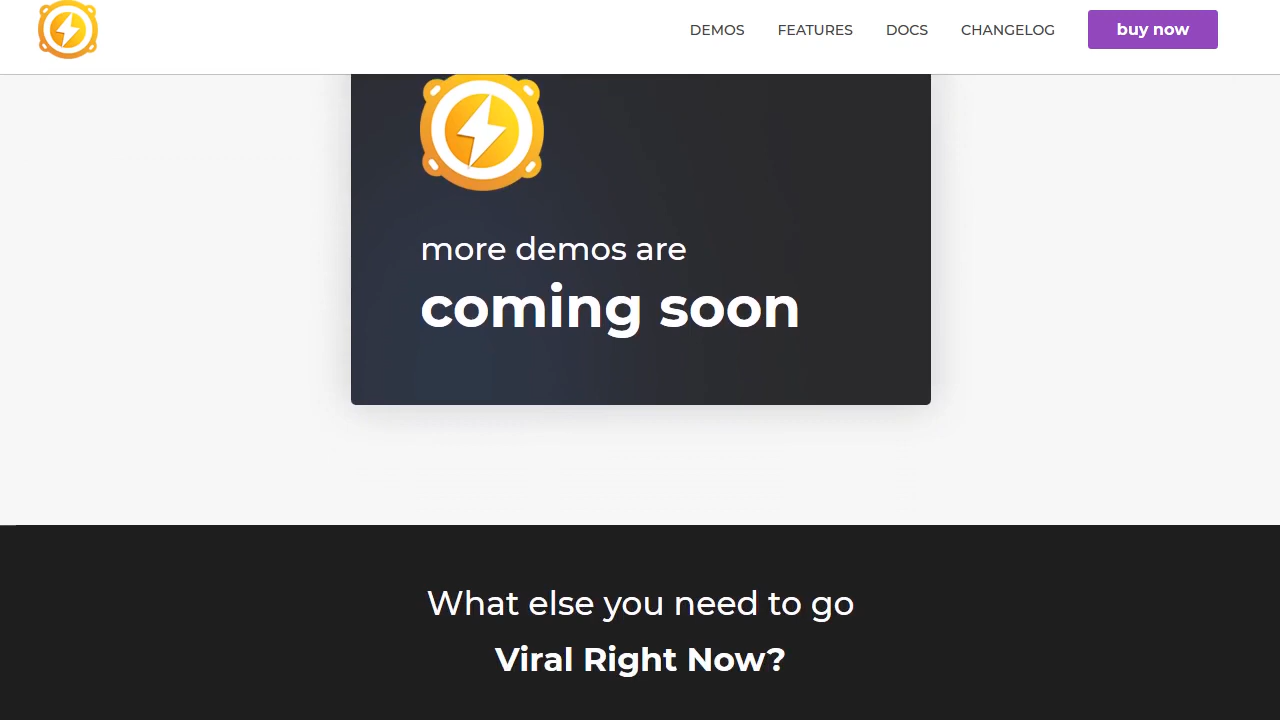 DEMOS FEATURES DOCS CHANGELOG buy now
more demos are
coming soon
What else you need to go
Viral Right Now?